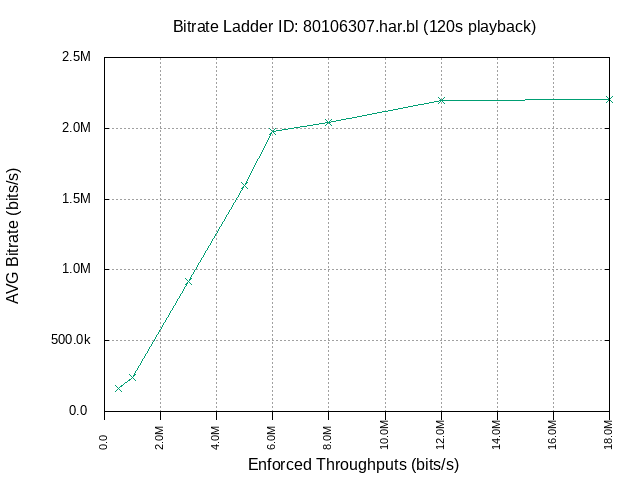 Bitrate Ladder ID: 80106307.har.bl (120s playback)
2.5M
2.0M
1.5M
1.0M
500.0k
0.0
AVG Bitrate (bits/s)
0.0
2.0M
4.0M
6.0M
8.0M
10.0M
12.0M
14.0M
16.0M
18.0M
Enforced Throughputs (bits/s)